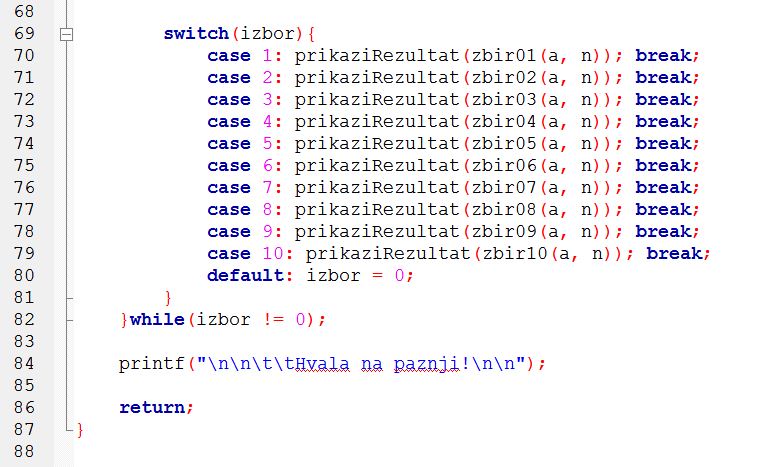 68
69 switch(izbor){
70 case 1: prikaziRezultat(zbir01(a, n)); break;
71 case 2: prikaziRezultat(zbir02(a, n)); break;
72 case 3: prikaziRezultat(zbir03(a, n)); break;
73 case 4: prikaziRezultat(zbir04(a, n)); break;
74 case 5: prikaziRezultat(zbir05(a, n)); break;
75 case 6: prikaziRezultat(zbir06(a, n)); break;
76 case 7: prikaziRezultat(zbir07(a, n)); break;
77 case 8: prikaziRezultat(zbir08(a, n)); break;
78 case 9: prikaziRezultat(zbir09(a, n)); break;
79 case 10: prikaziRezultat(zbir10(a, n)); break;
80 default: izbor = 0;
81 }
82 }while(izbor != 0);
83
84 printf("\n\n\t\tHvala na paznji!\n\n");
85
86 return;
87 }
88